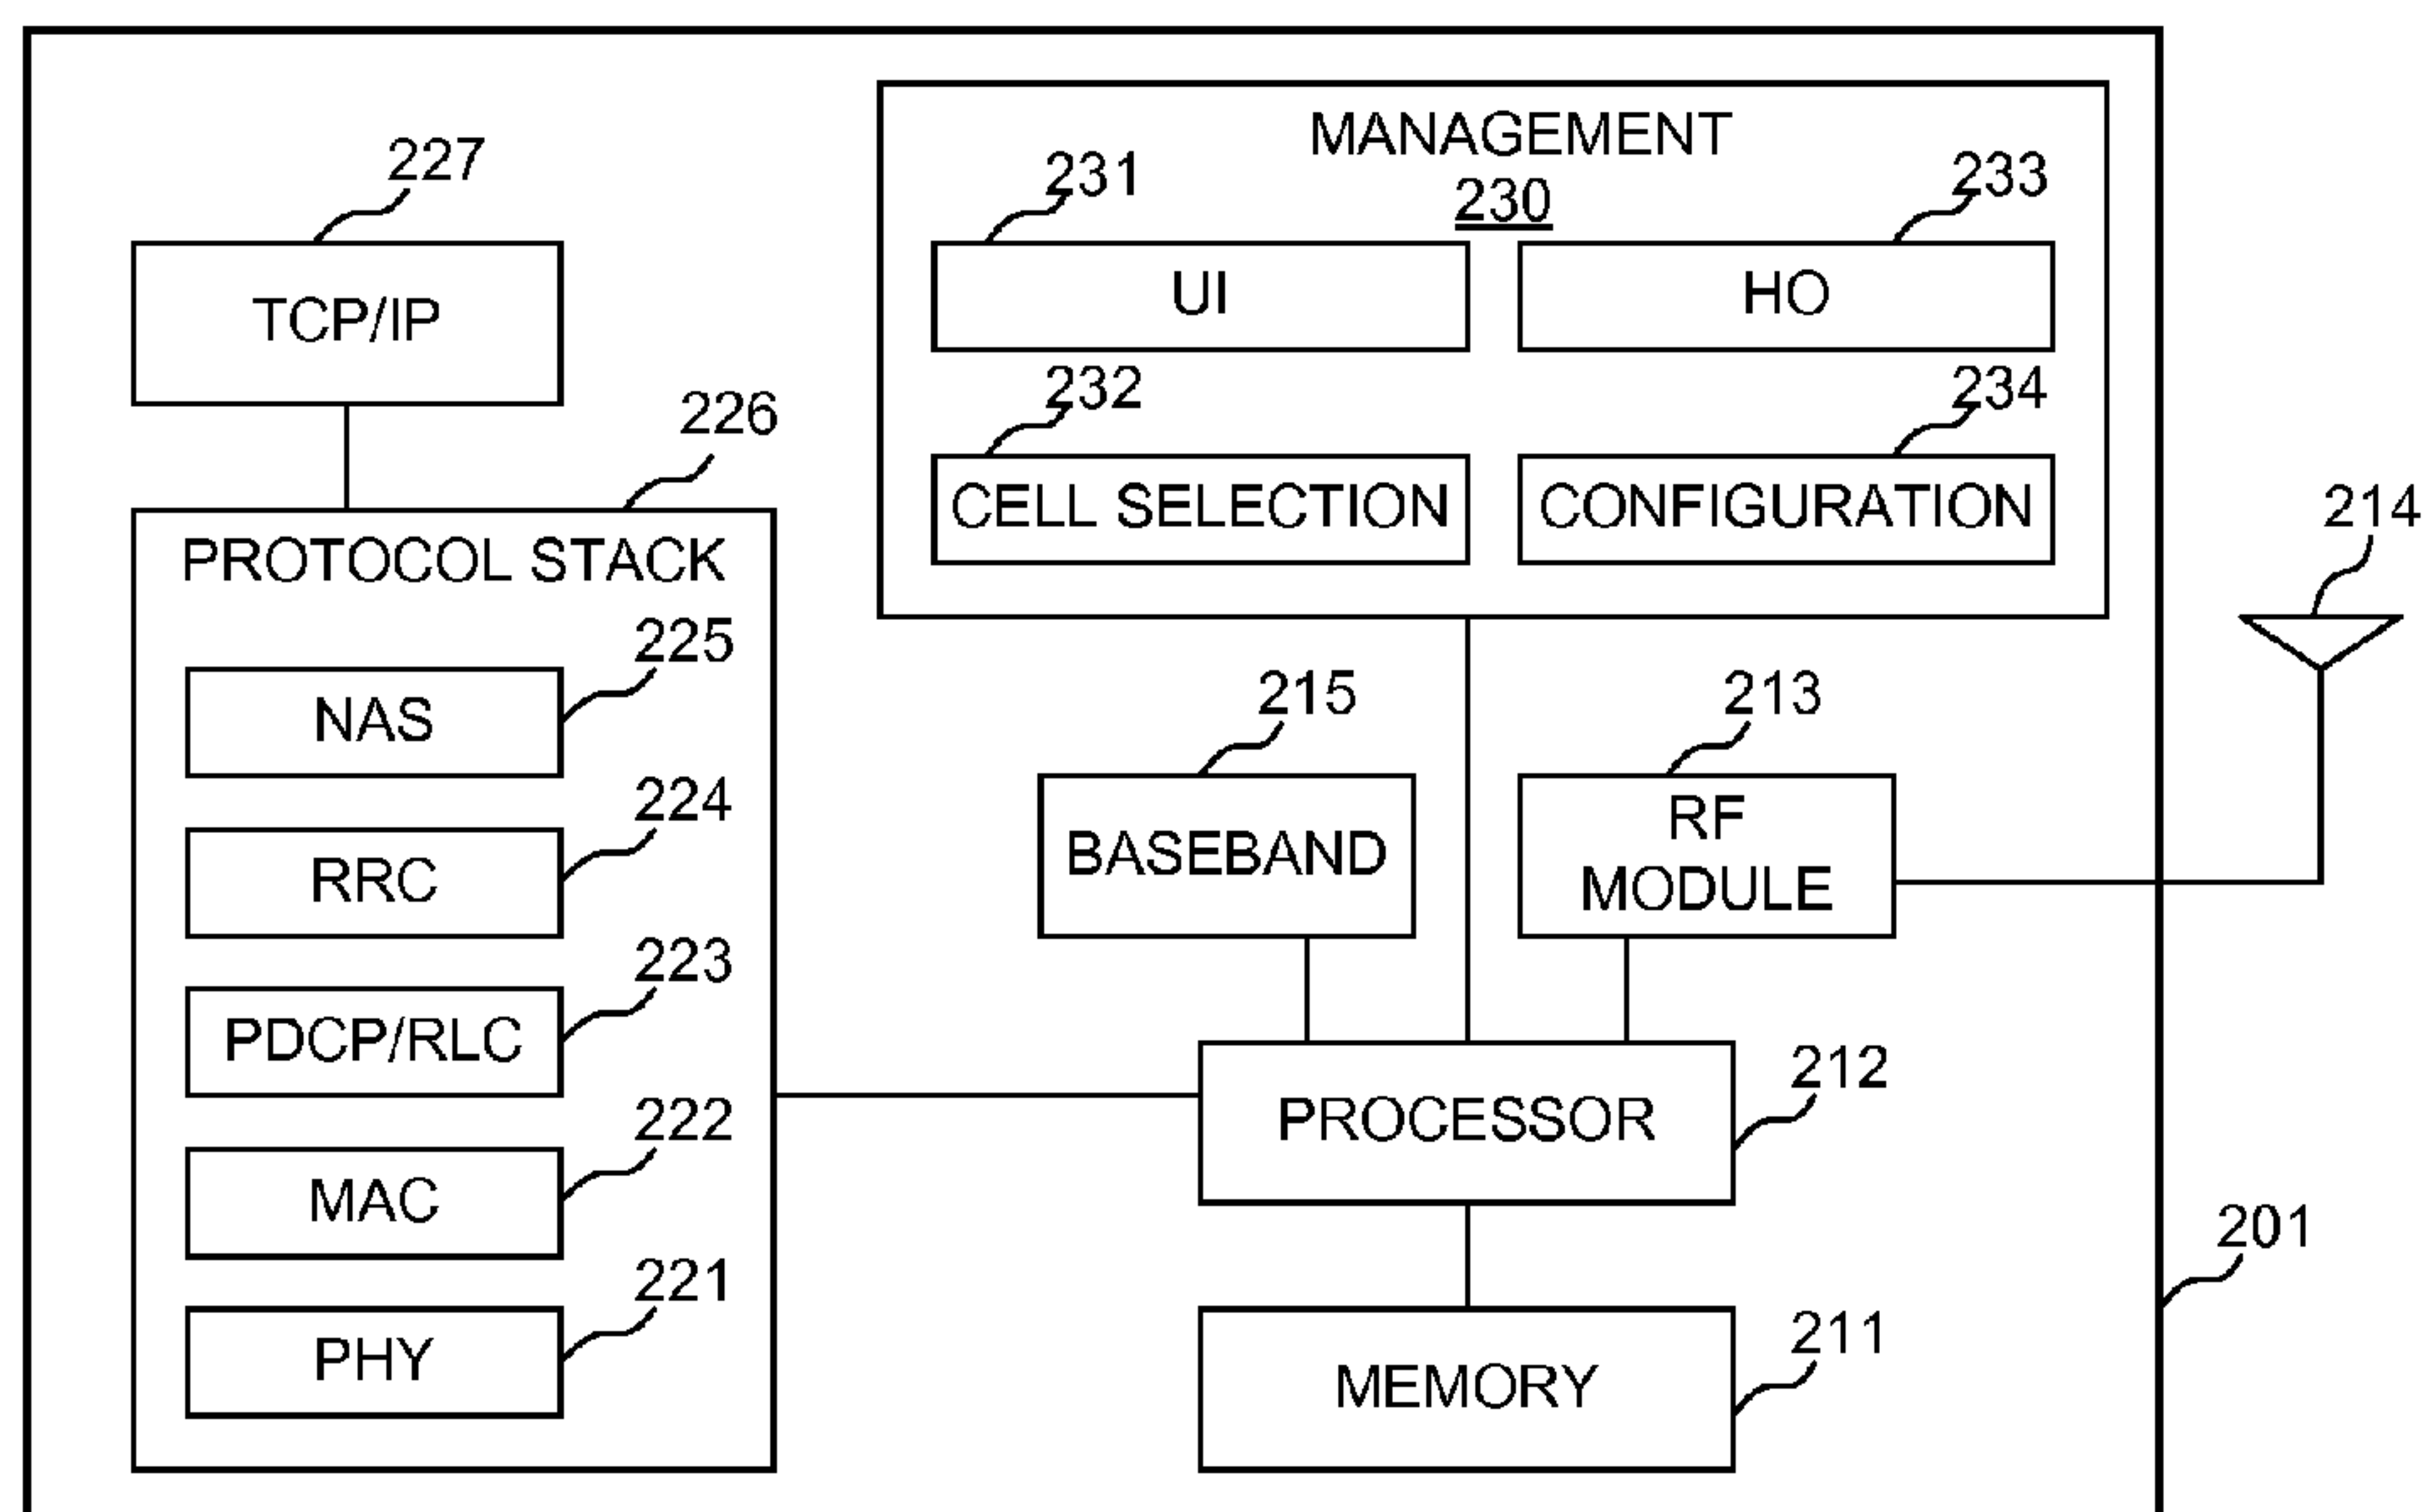 227
TCP/IP
226
PROTOCOL STACK
225
NAS
224
RRC
223
PDCP/RLC
222
MAC
221
PHY
MANAGEMENT
230
231
UI
233
HO
232
CELL SELECTION
234
CONFIGURATION
214
215
BASEBAND
213
RF
MODULE
212
PROCESSOR
211
MEMORY
201